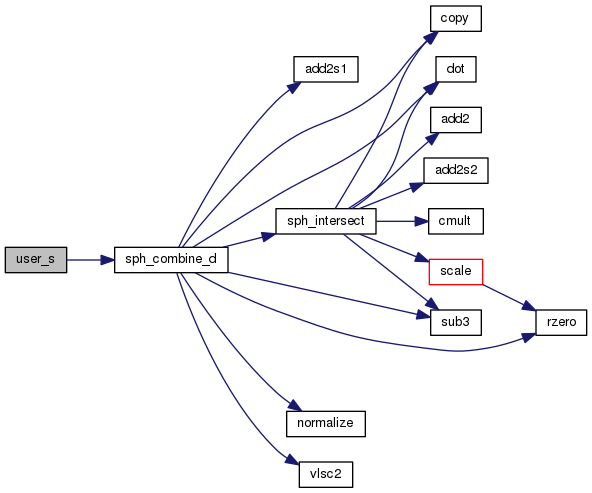 copy
add2s1
dot
add2
add2s2
sph_intersect
cmult
user_s
sph_combine_d
scale
sub3
rzero
normalize
vlsc2